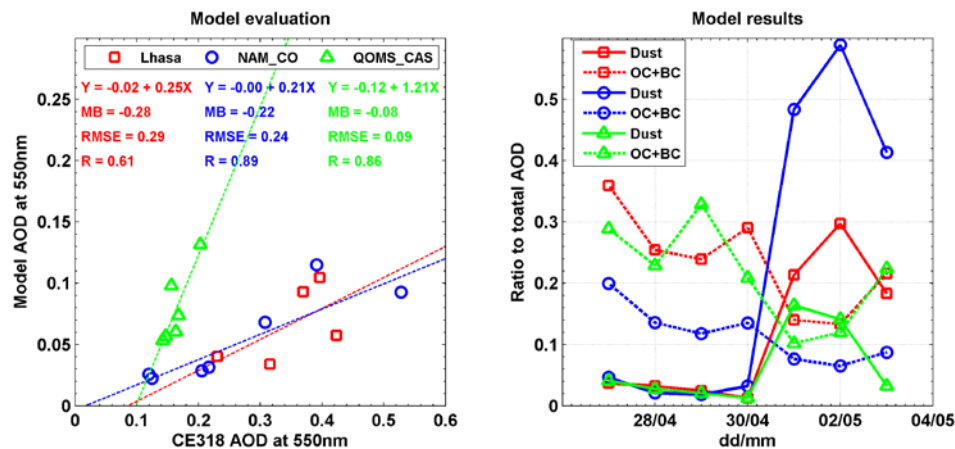 Model evaluation
Lhasa NAM_CO QOMS_CAS
Y = -0.02 + 0.25X Y = -0.00 + 0.21X Y = -0.12 + 1.21X
MB = -0.28 MB = -0.22 MB = -0.08
RMSE = 0.29 RMSE = 0.24 RMSE = 0.09
R = 0.61 R = 0.89 R = 0.86
Model AOD at 550nm
0.25
0.2
0.15
0.1
0.05
0
0 0.1 0.2 0.3 0.4 0.5 0.6
CE318 AOD at 550nm
Model results
Dust
OC+BC
Dust
OC+BC
Dust
OC+BC
Ratio to toatal AOD
0.5
0.4
0.3
0.2
0.1
0
28/04 30/04 02/05 04/05
dd/mm